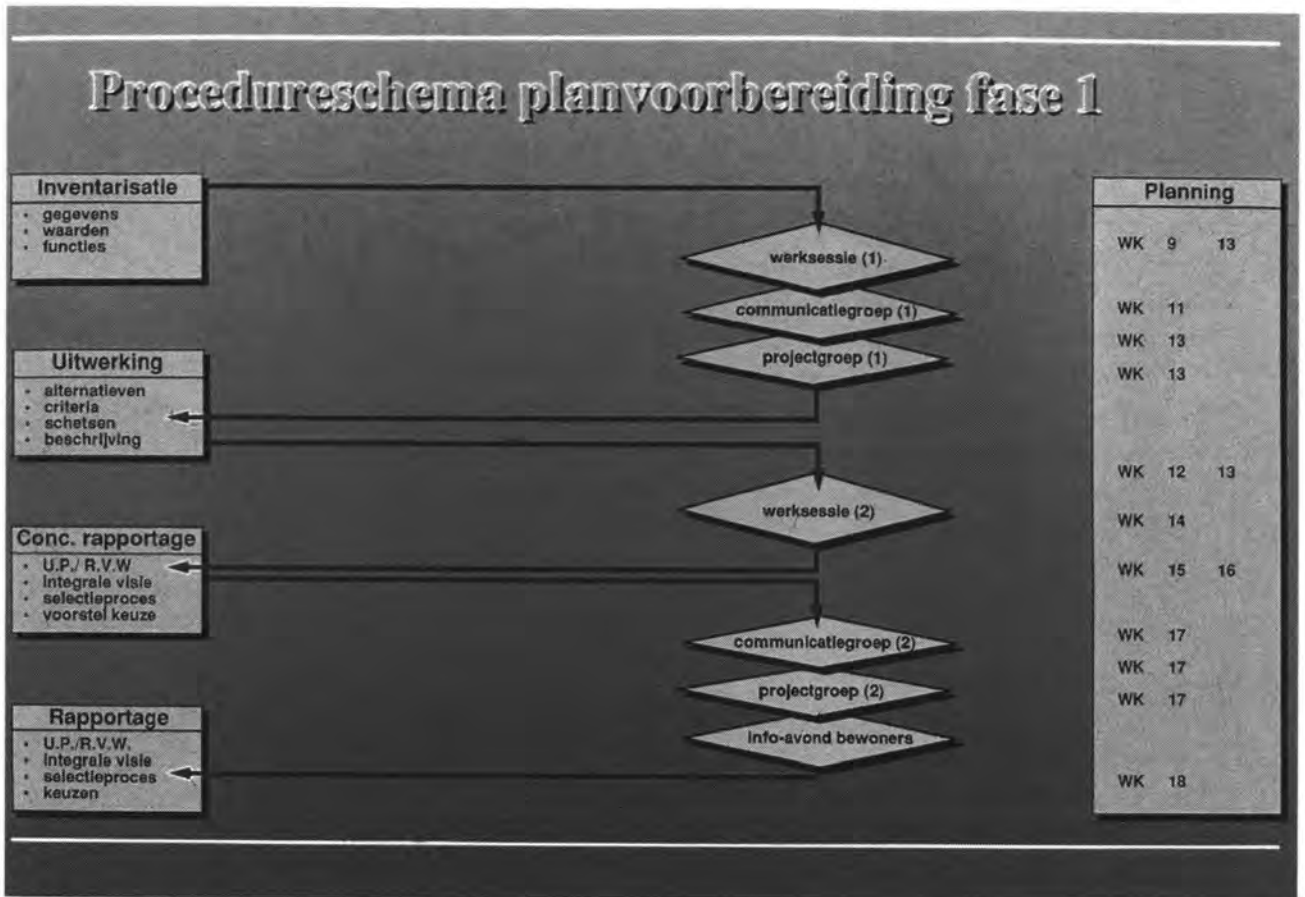 Procedureschema planvoorbereiding fase 1
Inventarisatie
• gegevens
• waarden
• functies
Uitwerking
• alternatieven
• criteria
• schetsen
• beschrijving
Conc. rapportage
• U.P./ R.V.W
• integrale visie
• selectieproces
• voorstel keuze
Rapportage
• U.P./R.V.W.
• integrale visie
• selectieproces
• keuzen
werksessie (1)
communicatiegroep (1)
projectgroep (1)
werksessie (2)
communicatiegroep (2)
projectgroep (2)
info-avond bewoners
Planning
WK 9 13
WK 11
WK 13
WK 13
WK 12 13
WK 14
WK 15 16
WK 17
WK 17
WK 17
WK 18